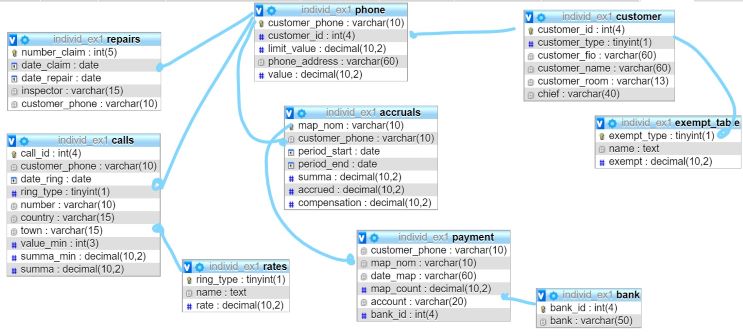 individ_ex1 repairs
number_claim : int(5)
date_claim : date
date_repair : date
inspector : varchar(15)
customer_phone : varchar(10)
individ_ex1 phone
customer_phone : varchar(10)
customer_id : int(4)
limit_value : decimal(10,2)
phone_address : varchar(60)
value : decimal(10,2)
individ_ex1 customer
customer_id : int(4)
customer_type : tinyint(1)
customer_fio : varchar(60)
customer_name : varchar(60)
customer_room : varchar(13)
chief : varchar(40)
individ_ex1 accruals
map_nom : varchar(10)
customer_phone : varchar(10)
period_start : date
period_end : date
summa : decimal(10,2)
accrued : decimal(10,2)
compensation : decimal(10,2)
individ_ex1 exempt_table
exempt_type : tinyint(1)
name : text
exempt : decimal(10,2)
individ_ex1 calls
call_id : int(4)
customer_phone : varchar(10)
date_ring : date
ring_type : tinyint(1)
number : varchar(10)
country : varchar(15)
town : varchar(15)
value_min : int(3)
summa_min : decimal(10,2)
summa : decimal(10,2)
individ_ex1 rates
ring_type : tinyint(1)
name : text
rate : decimal(10,2)
individ_ex1 payment
customer_phone : varchar(10)
map_nom : varchar(10)
date_map : varchar(60)
map_count : decimal(10,2)
account : varchar(20)
bank_id : int(4)
individ_ex1 bank
bank_id : int(4)
bank : varchar(50)